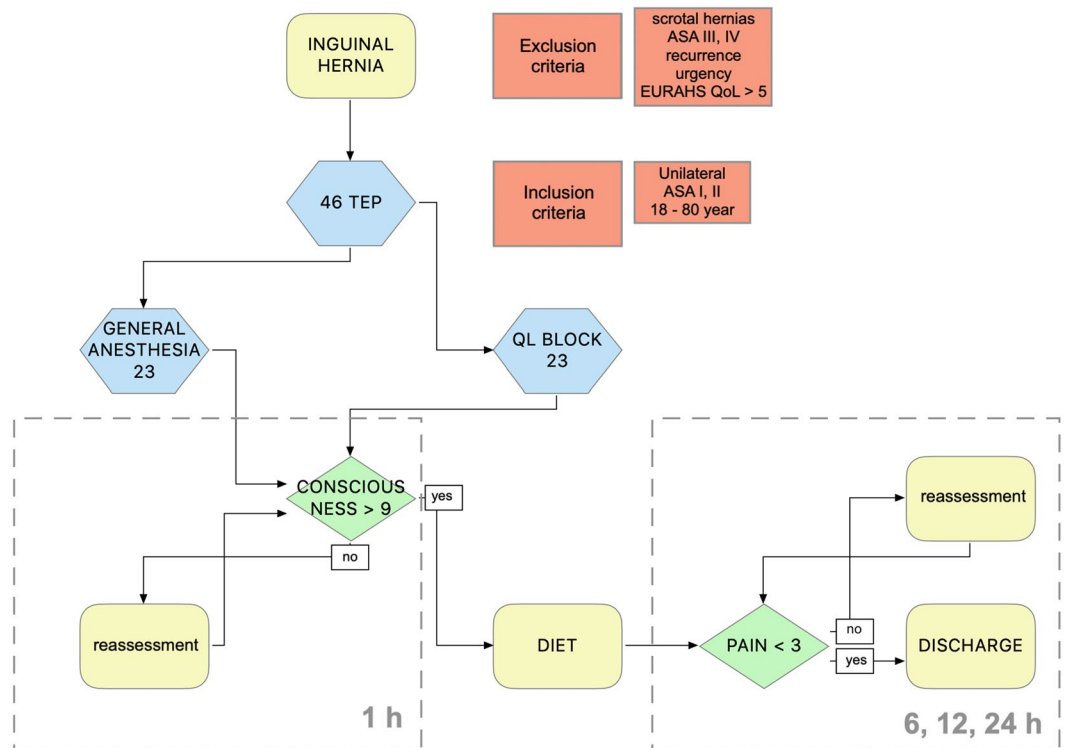 INGUINAL
HERNIA
Exclusion
criteria
scrotal hernias
ASA III, IV
recurrence
urgency
EURAHS QoL > 5
46 TEP
Inclusion
criteria
Unilateral
ASA I, II
18 - 80 year
GENERAL
ANESTHESIA
23
QL BLOCK
23
CONSCIOUS
NESS > 9
yes
no
reassessment
1 h
DIET
PAIN < 3
no
yes
reassessment
DISCHARGE
6, 12, 24 h